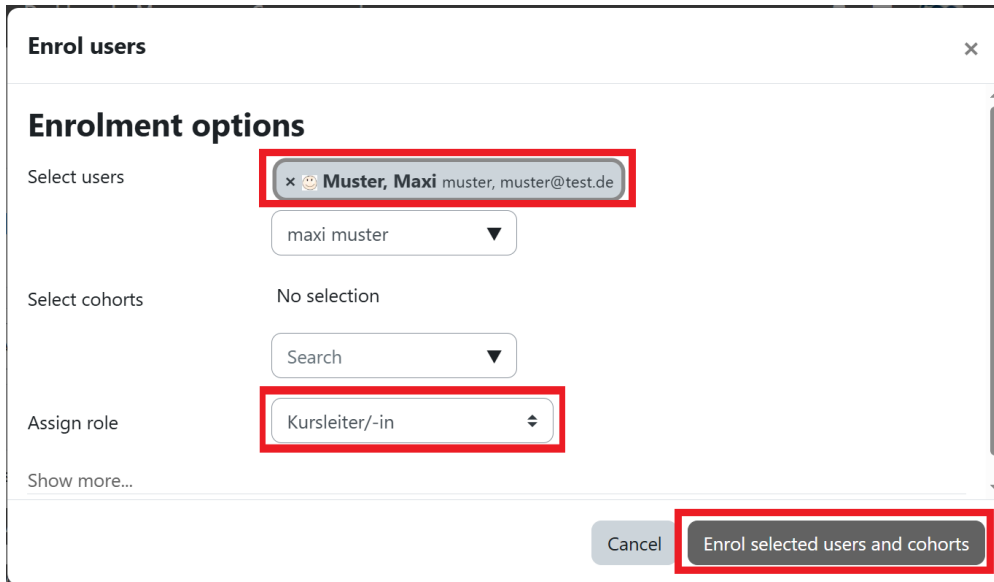 Enrol users
×
Enrolment options
Select users
× Muster, Maxi muster, muster@test.de
maxi muster ▼
Select cohorts
No selection
Search ▼
Assign role
Kursleiter/-in
Show more...
Cancel
Enrol selected users and cohorts